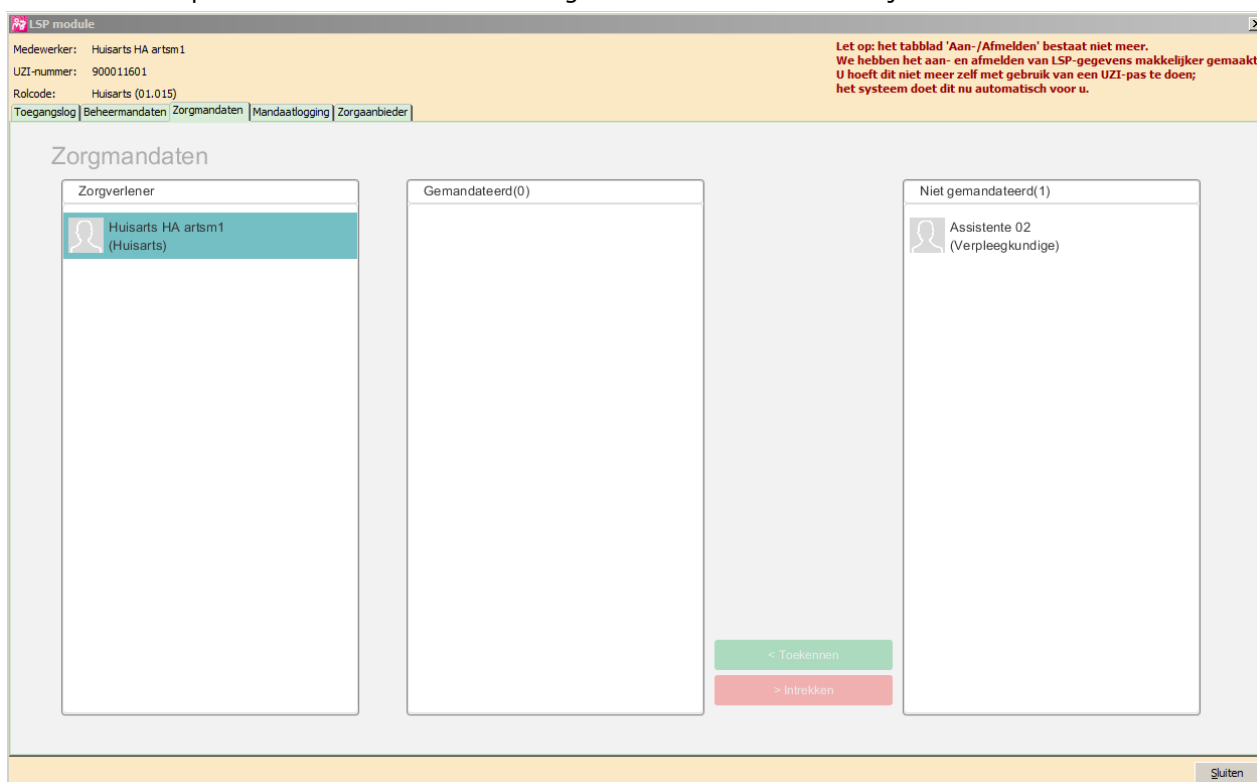 LSP module
Medewerker: Huisarts HA artsm1
UZI-nummer: 900011601
Rolcode: Huisarts (01.015)
Let op: het tabblad 'Aan-/Afmelden' bestaat niet meer.
We hebben het aan- en afmelden van LSP-gegevens makkelijker gemaakt
U hoeft dit niet meer zelf met gebruik van een UZI-pas te doen;
het systeem doet dit nu automatisch voor u.
Toegangslog Beheermandaten Zorgmandaten Mandaatlogging Zorgaanbieder
Zorgmandaten
Zorgverlener
Huisarts HA artsm1
(Huisarts)
Gemandateerd(0)
Niet gemandateerd(1)
Assistente 02
(Verpleegkundige)
< Toekennen
> Intrekken
Sluiten